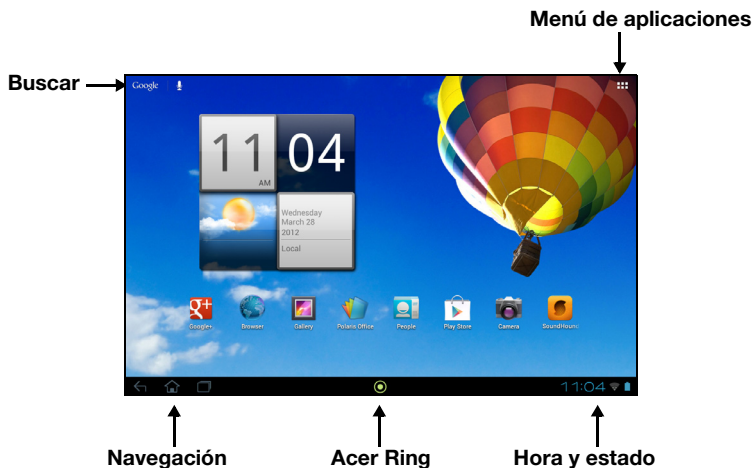 Menú de aplicaciones
Buscar
Google
11
AM
04
Wednesday
March 28
2012
Local
Google+
Browser
Gallery
Polaris Office
People
Play Store
Camera
SoundHound
11:04
Navegación
Acer Ring
Hora y estado